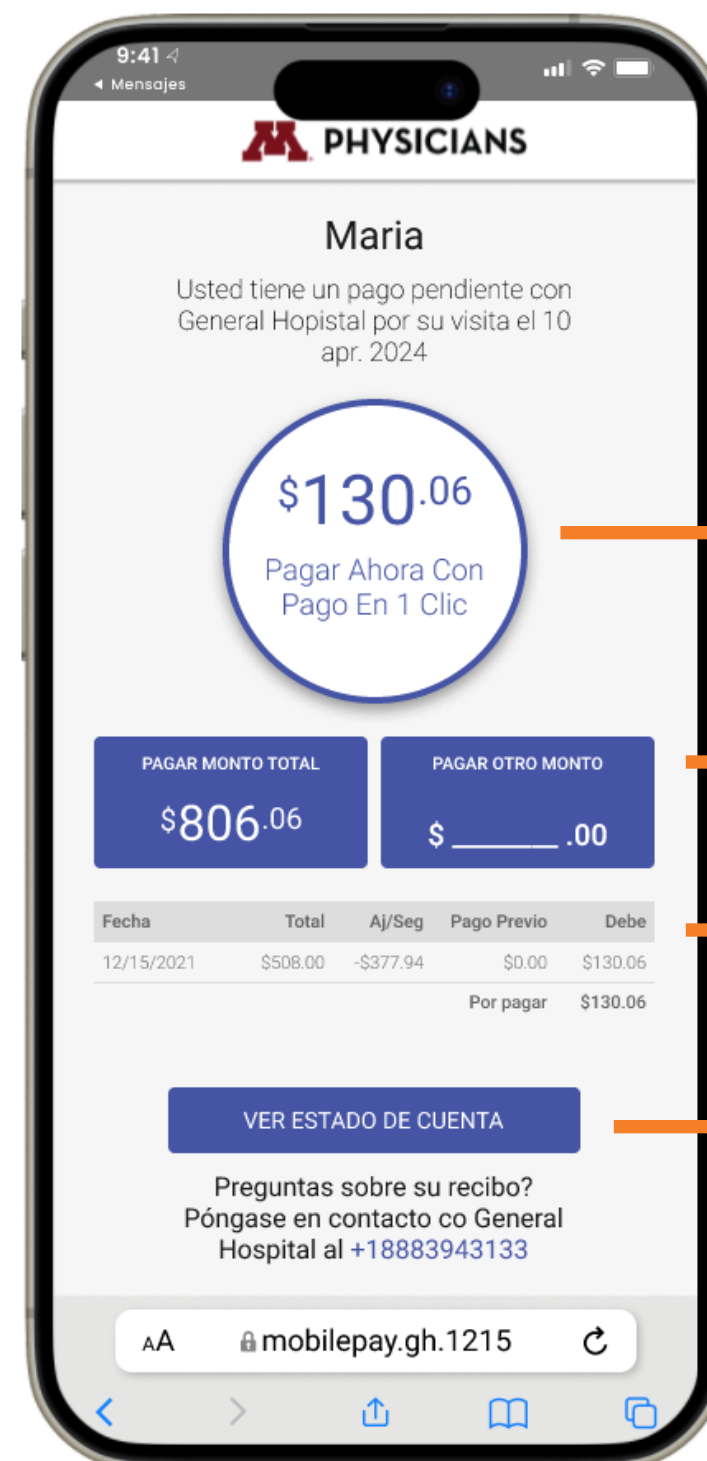 9:41
Mensajes
M PHYSICIANS
Maria
Usted tiene un pago pendiente con
General Hopistal por su visita el 10
apr. 2024
$130.06
Pagar Ahora Con
Pago En 1 Clic
PAGAR MONTO TOTAL
$806.06
PAGAR OTRO MONTO
$ ______ .00
Fecha Total Aj/Seg Pago Previo Debe
12/15/2021 $508.00 -$377.94 $0.00 $130.06
Por pagar $130.06
VER ESTADO DE CUENTA
Preguntas sobre su recibo?
Póngase en contacto co General
Hospital al +18883943133
AA mobilepay.gh.1215